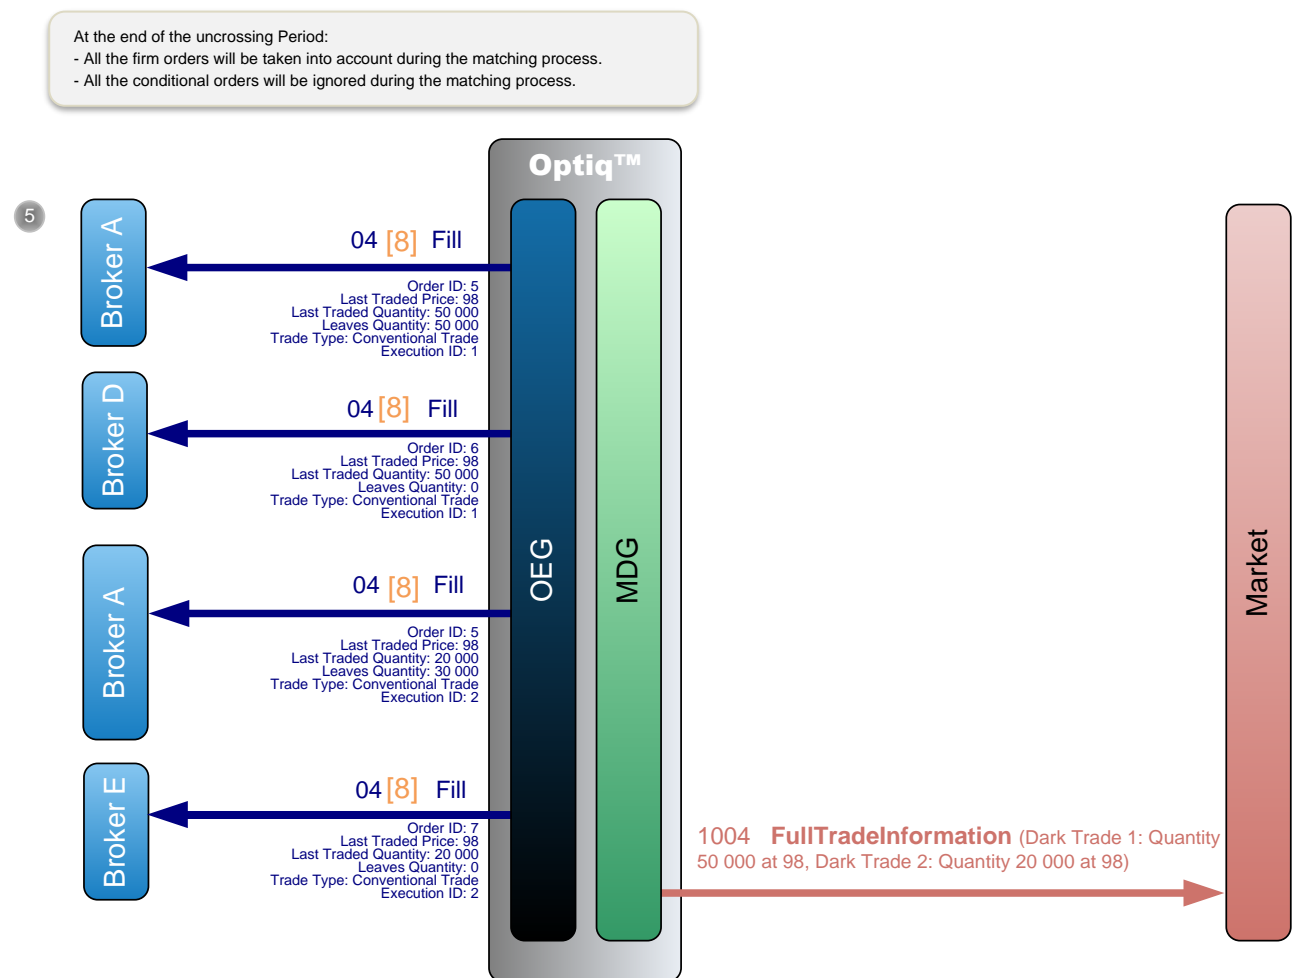 At the end of the uncrossing Period:
- All the firm orders will be taken into account during the matching process.
- All the conditional orders will be ignored during the matching process.
Optiq™
5
Broker A
04 [8] Fill
Order ID: 5
Last Traded Price: 98
Last Traded Quantity: 50 000
Leaves Quantity: 50 000
Trade Type: Conventional Trade
Execution ID: 1
Broker D
04 [8] Fill
Order ID: 6
Last Traded Price: 98
Last Traded Quantity: 50 000
Leaves Quantity: 0
Trade Type: Conventional Trade
Execution ID: 1
OEG
MDG
Market
Broker A
04 [8] Fill
Order ID: 5
Last Traded Price: 98
Last Traded Quantity: 20 000
Leaves Quantity: 30 000
Trade Type: Conventional Trade
Execution ID: 2
Broker E
04 [8] Fill
Order ID: 7
Last Traded Price: 98
Last Traded Quantity: 20 000
Leaves Quantity: 0
Trade Type: Conventional Trade
Execution ID: 2
1004 FullTradeInformation (Dark Trade 1: Quantity
50 000 at 98, Dark Trade 2: Quantity 20 000 at 98)